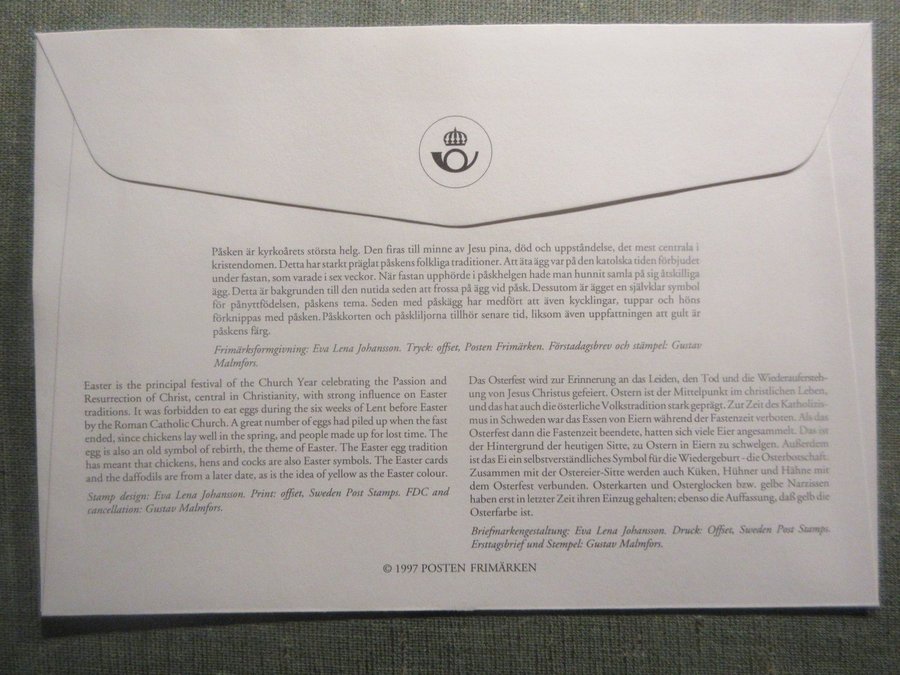 Påsken är kyrkoårets största helg. Den firas till minne av Jesu pina, död och uppståndelse, det mest centrala i
kristendomen. Detta har starkt präglat påskens folkliga traditioner. Att äta ägg var på den katolska tiden förbjudet
under fastan, som varade i sex veckor. När fastan upphörde i påskhelgen hade man hunnit samla på sig åtskilliga
ägg. Detta är bakgrunden till den nutida seden att frossa på ägg vid påsk. Dessutom är ägget en självklar symbol
för pånyttfödelsen, påskens tema. Seden med påskägg har medfört att även kycklingar, tuppar och höns
förknippas med påsken. Påskkorten och påskliljorna tillhör senare tid, liksom även uppfattningen att gult är
påskens färg.
Frimärksformgivning: Eva Lena Johansson. Tryck: offset, Posten Frimärken. Förstadagsbrev och stämpel: Gustav
Malmfors.
Easter is the principal festival of the Church Year celebrating the Passion and
Resurrection of Christ, central in Christianity, with strong influence on Easter
traditions. It was forbidden to eat eggs during the six weeks of Lent before Easter
by the Roman Catholic Church. A great number of eggs had piled up when the fast
ended, since chickens lay well in the spring, and people made up for lost time. The
egg is also an old symbol of rebirth, the theme of Easter. The Easter egg tradition
has meant that chickens, hens and cocks are also Easter symbols. The Easter cards
and the daffodils are from a later date, as is the idea of yellow as the Easter colour.
Stamp design: Eva Lena Johansson. Print: offset, Sweden Post Stamps. FDC and
cancellation: Gustav Malmfors.
Das Osterfest wird zur Erinnerung an das Leiden, den Tod und die Wiederaufersteh-
ung von Jesus Christus gefeiert. Ostern ist der Mittelpunkt im christlichen Leben,
und das hat auch die österliche Volkstradition stark geprägt. Zur Zeit des Katholizis-
mus in Schweden war das Essen von Eiern während der Fastenzeit verboten. Als das
Osterfest dann die Fastenzeit beendete, hatten sich viele Eier angesammelt. Das ist
der Hintergrund der heutigen Sitte, zu Ostern in Eiern zu schwelgen. Außerdem
ist das Ei ein selbstverständliches Symbol für die Wiedergeburt - die Osterbotschaft.
Zusammen mit der Ostereier-Sitte werden auch Küken, Hühner und Hähne mit
dem Osterfest verbunden. Osterkarten und Osterglocken bzw. gelbe Narzissen
haben erst in letzter Zeit ihren Einzug gehalten; ebenso die Auffassung, daß gelb die
Osterfarbe ist.
Briefmarkengestaltung: Eva Lena Johansson. Druck: Offset, Sweden Post Stamps.
Ersttagsbrief und Stempel: Gustav Malmfors.
© 1997 POSTEN FRIMÄRKEN